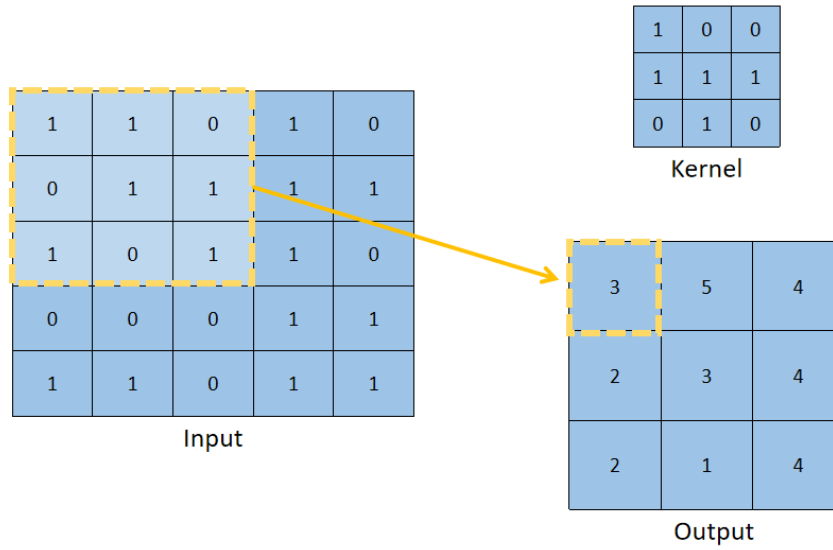 1 0 0
1 1 1
0 1 0
Kernel
1 1 0 1 0
0 1 1 1 1
1 0 1 1 0
0 0 0 1 1
1 1 0 1 1
Input
3 5 4
2 3 4
2 1 4
Output